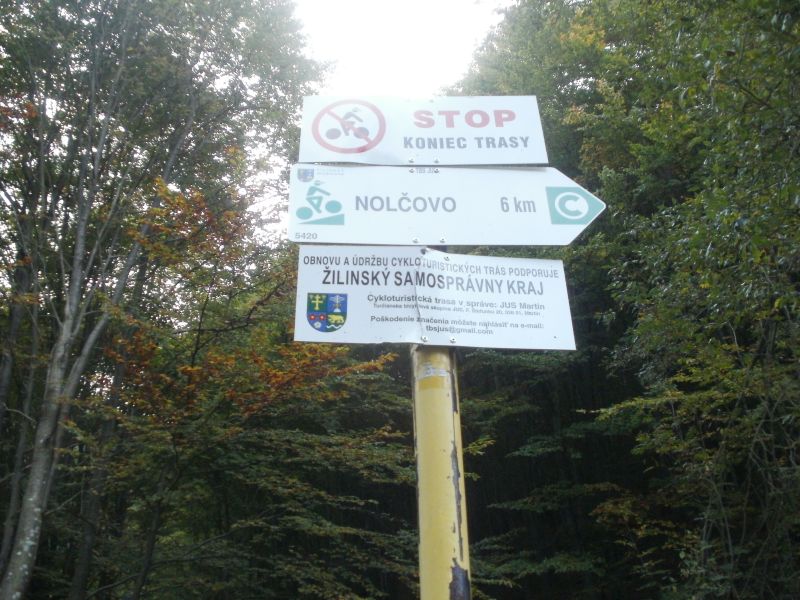 STOP
KONIEC TRASY
NOLČOVO 6 km C
5420
OBNOVU A ÚDRŽBU CYKLOTURISTICKÝCH TRÁS PODPORUJE
ŽILINSKÝ SAMOSPRÁVNY KRAJ
Cykloturistická trasa v správe: JUS Martin
Poškodenie značenia môžete nahlásiť na e-mail:
tbsjus@gmail.com